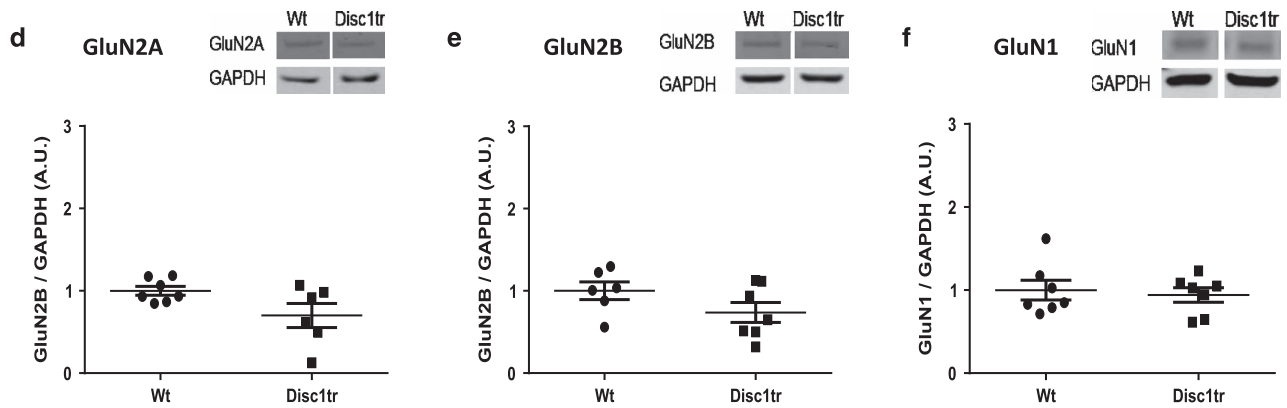 d GluN2A
Wt Disc1tr
GluN2A
GAPDH
GluN2B / GAPDH (A.U.)
3
2
1
0
Wt Disc1tr
e GluN2B
Wt Disc1tr
GluN2B
GAPDH
GluN2B / GAPDH (A.U.)
3
2
1
0
Wt Disc1tr
f GluN1
Wt Disc1tr
GluN1
GAPDH
GluN1 / GAPDH (A.U.)
3
2
1
0
Wt Disc1tr